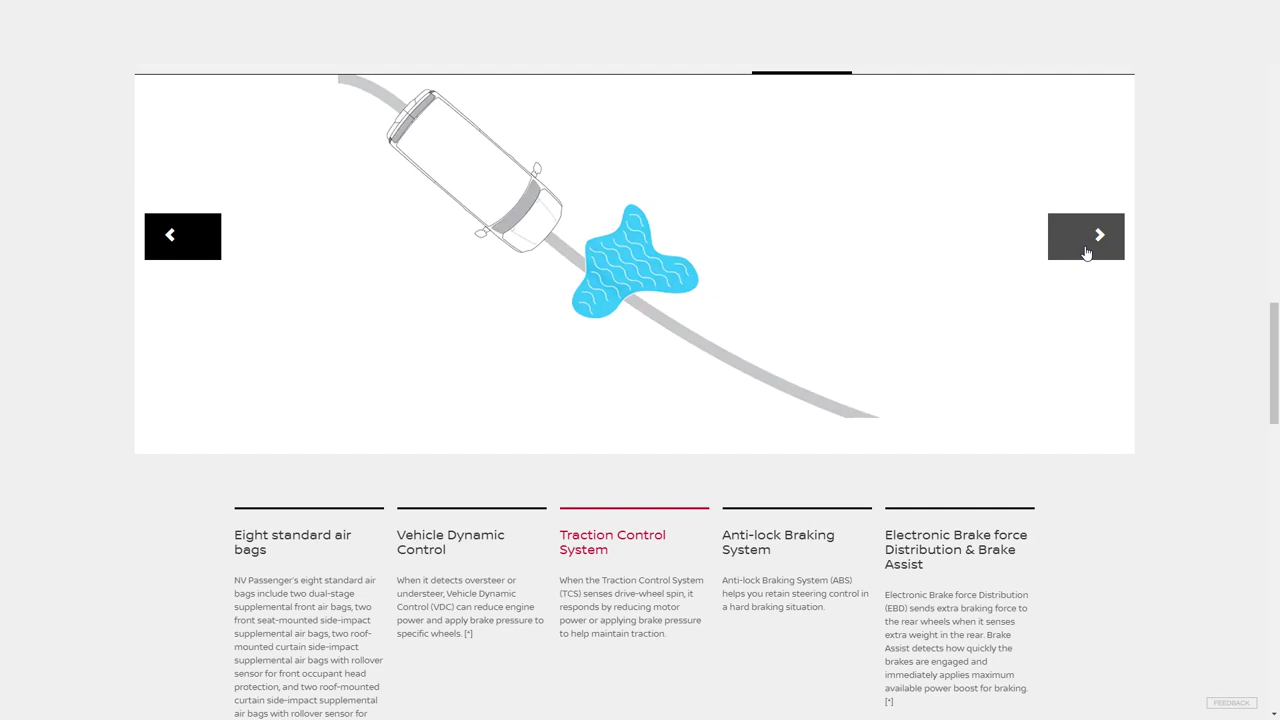 Eight standard air
bags
NV Passenger's eight standard air
bags include two dual-stage
supplemental front air bags, two
front seat-mounted side-impact
supplemental air bags, two roof-
mounted curtain side-impact
supplemental air bags with rollover
sensor for front occupant head
protection, and two roof-mounted
curtain side-impact supplemental
air bags with rollover sensor for
Vehicle Dynamic
Control
When it detects oversteer or
understeer, Vehicle Dynamic
Control (VDC) can reduce engine
power and apply brake pressure to
specific wheels. [*]
Traction Control
System
When the Traction Control System
(TCS) senses drive-wheel spin, it
responds by reducing motor
power or applying brake pressure
to help maintain traction.
Anti-lock Braking
System
Anti-lock Braking System (ABS)
helps you retain steering control in
a hard braking situation.
Electronic Brake force
Distribution & Brake
Assist
Electronic Brake force Distribution
(EBD) sends extra braking force to
the rear wheels when it senses
extra weight in the rear. Brake
Assist detects how quickly the
brakes are engaged and
immediately applies maximum
available power boost for braking.
[*]
FEEDBACK